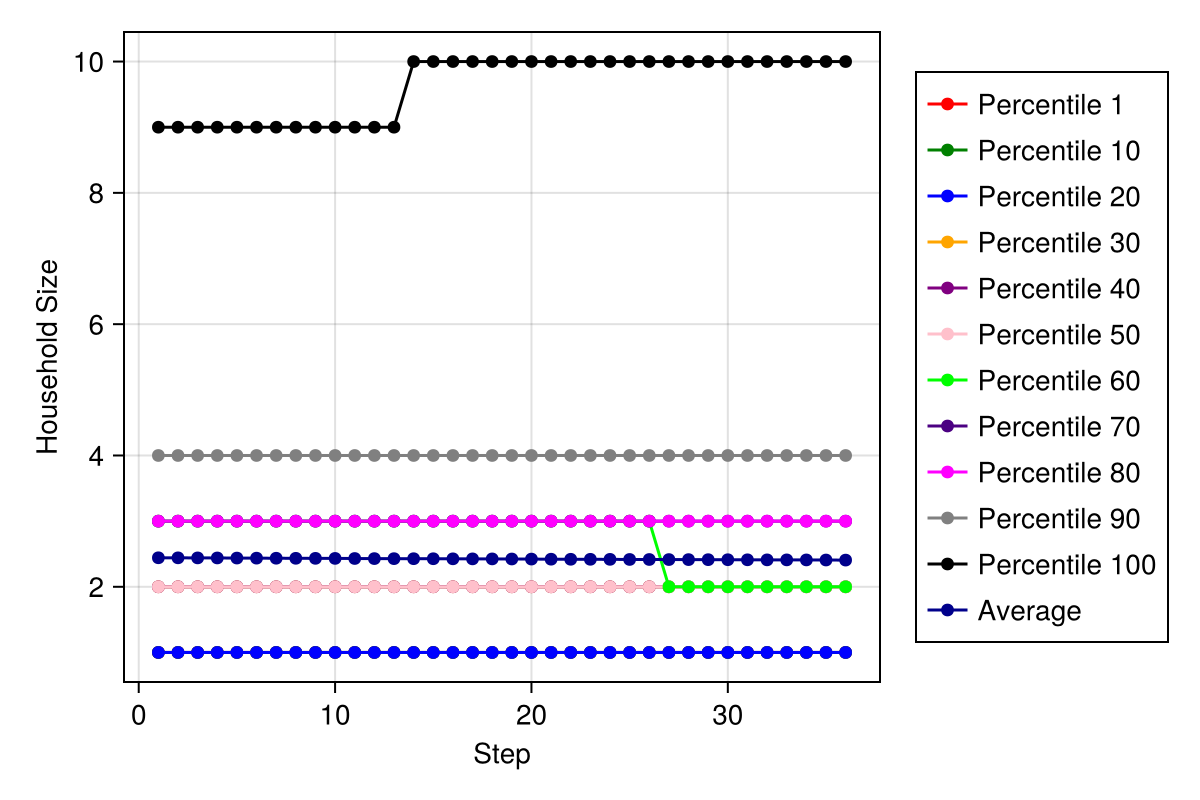 10
8
6
4
2
Household Size
0 10 20 30
Step
Percentile 1
Percentile 10
Percentile 20
Percentile 30
Percentile 40
Percentile 50
Percentile 60
Percentile 70
Percentile 80
Percentile 90
Percentile 100
Average